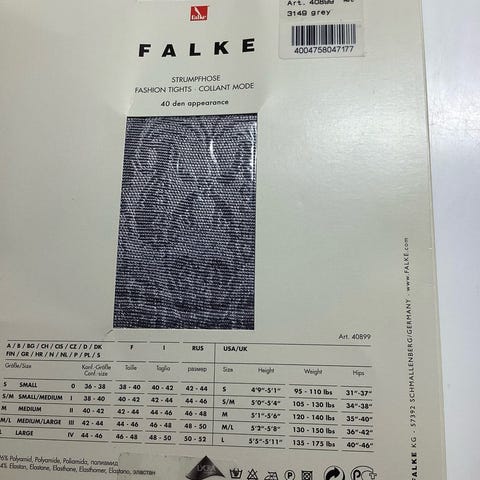 Art. 40899
3149 grey
4004758047177
falke
FALKE
STRUMPFHOSE
FASHION TIGHTS · COLLANT MODE
40 den appearance
Art. 40899
A / B / BG / CH / CIS / CZ / D / DK F I RUS USA/UK
FIN / GR / HR / N / NL / P / PL / S
Größe/Size Konf.-Größe Taille Taglia размер Size Height Weight Hips
Conf. size
S SMALL 0 36 - 38 38 - 40 40 - 42 42 - 44 S 4'9"-5'1" 95 - 110 lbs 31"-37"
S/M SMALL/MEDIUM I 38 - 40 40 - 42 42 - 44 44 - 46 S/M 5'0"-5'4" 105 - 130 lbs 34"-38"
M MEDIUM II 40 - 42 42 - 44 44 - 46 46 - 48 M 5'1"-5'6" 120 - 140 lbs 35"-40"
M/L MEDIUM/LARGE III 42 - 44 44 - 46 46 - 48 48 - 50 M/L 5'2"-5'8" 130 - 150 lbs 36"-42"
L LARGE IV 44 - 46 46 - 48 48 - 50 50 - 52 L 5'5"-5'11" 135 - 175 lbs 40"-46"
6% Polyamid, Polyamide, Poliamida, полиамид
4% Elastan, Elastane, Elasthane, Elasthanne, Elastano, эластан
FALKE KG - 57392 SCHMALLENBERG/GERMANY · www.FALKE.com